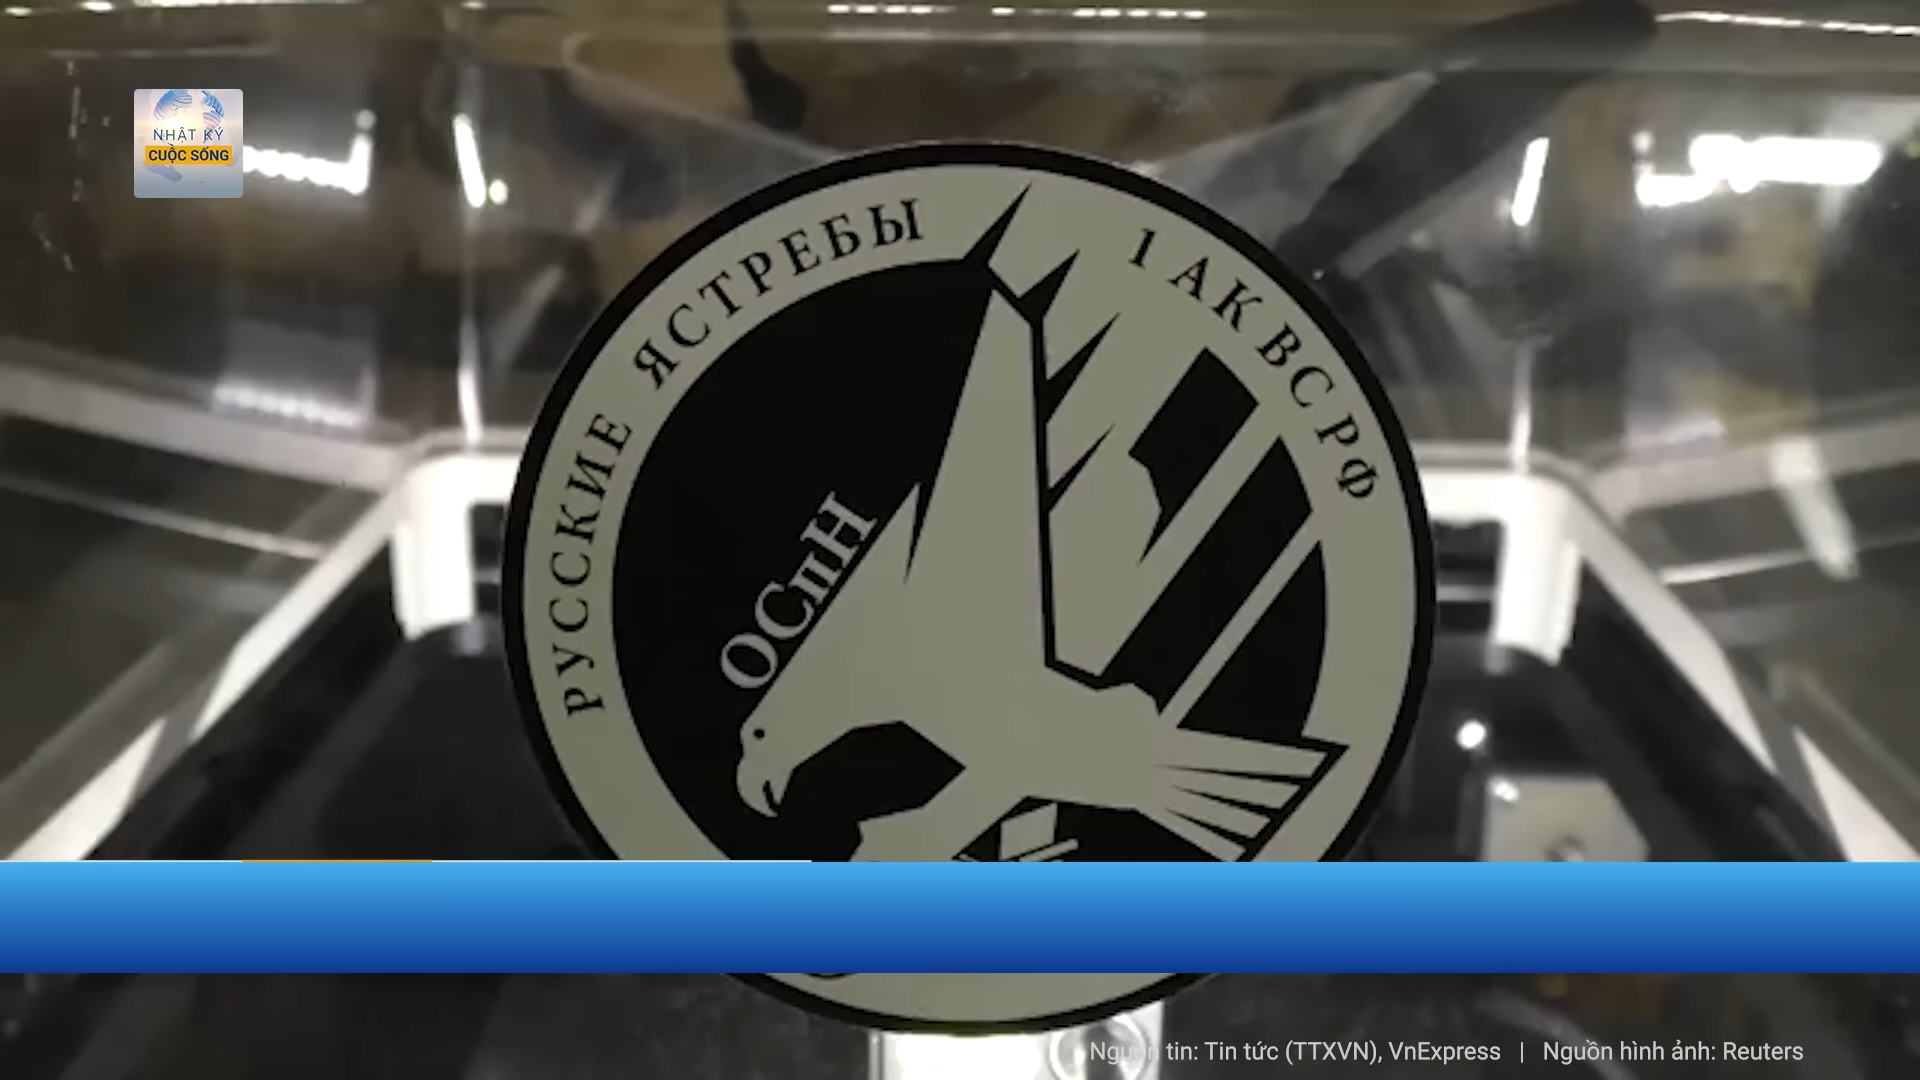 NHẬT KÝ
CUỘC SỐNG
РУССКИЕ ЯСТРЕБЫ
1 АК ВС РФ
ОСпН
Nguồn tin: Tin tức (TTXVN), VnExpress | Nguồn hình ảnh: Reuters